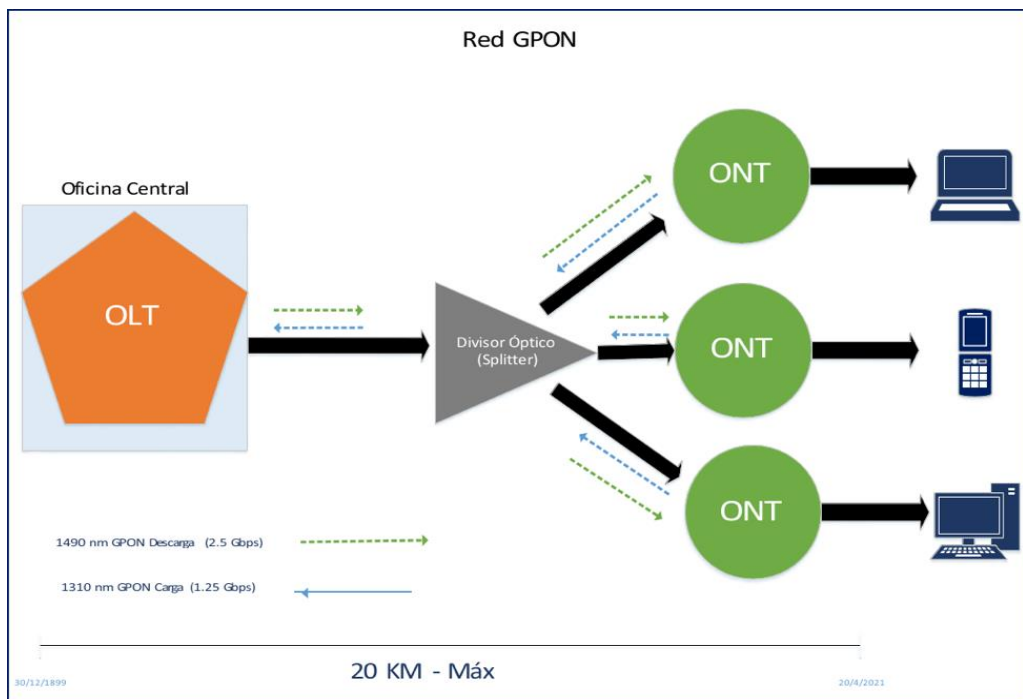 Red GPON
Oficina Central
OLT
Divisor Óptico
(Splitter)
ONT
ONT
ONT
1490 nm GPON Descarga (2.5 Gbps)
1310 nm GPON Carga (1.25 Gbps)
20 KM - Máx
30/12/1899
20/4/2021